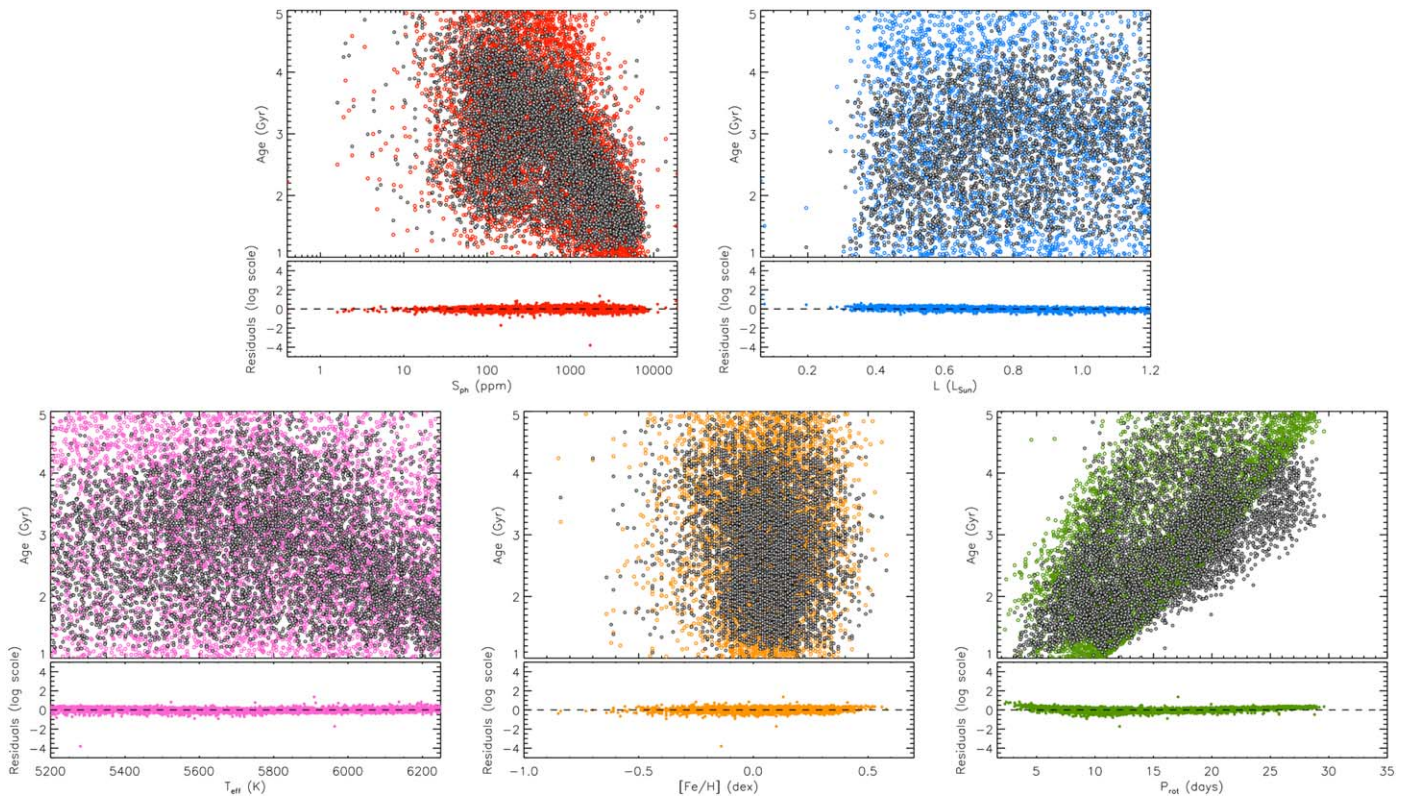 5
4
3
2
1
Age (Gyr)
4
2
0
−2
−4
Residuals (log scale)
1 10 100 1000 10000
S_ph (ppm)
Age (Gyr)
5
4
3
2
1
Residuals (log scale)
4
2
0
−2
−4
0.2 0.4 0.6 0.8 1.0 1.2
L (L_Sun)
Age (Gyr)
5
4
3
2
1
Residuals (log scale)
4
2
0
−2
−4
5200 5400 5600 5800 6000 6200
T_eff (K)
Age (Gyr)
5
4
3
2
1
Residuals (log scale)
4
2
0
−2
−4
−1.0 −0.5 0.0 0.5
[Fe/H] (dex)
Age (Gyr)
5
4
3
2
1
Residuals (log scale)
4
2
0
−2
−4
5 10 15 20 25 30 35
P_rot (days)